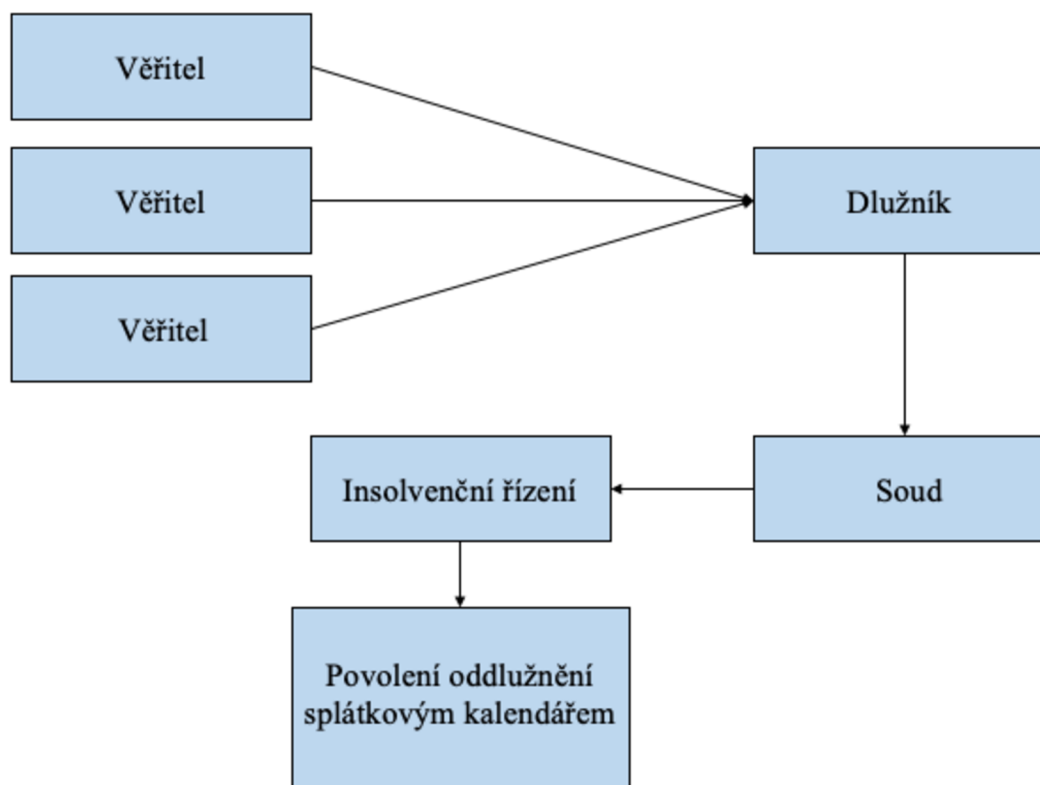 Věřitel
Věřitel
Dlužník
Věřitel
Insolvenční řízení
Soud
Povolení oddlužnění
splátkovým kalendářem